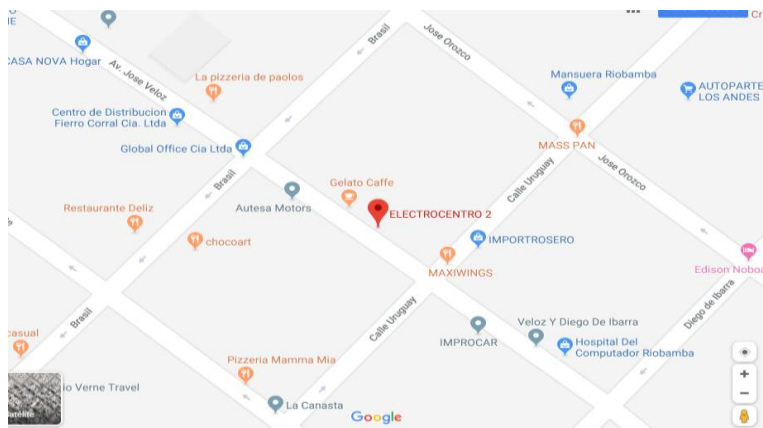 IE
Cr
CASA NOVA Hogar
Av. Jose Veloz
Brasil
Jose Orozco
La pizzeria de paolos
Mansuera Riobamba
AUTOPARTE
LOS ANDES
Centro de Distribucion
Fierro Corral Cia. Ltda
Global Office Cia Ltda
MASS PAN
Jose Orozco
Brasil
Gelato Caffe
Calle Uruguay
Restaurante Deliz
Autesa Motors
ELECTROCENTRO 2
chocoart
IMPORTROSERO
MAXIWINGS
Edison Noboa
Brasil
Calle Uruguay
Diego de Ibarra
Veloz Y Diego De Ibarra
casual
IMPROCAR
Hospital Del
Computador Riobamba
Pizzeria Mamma Mia
io Verne Travel
La Canasta
Google